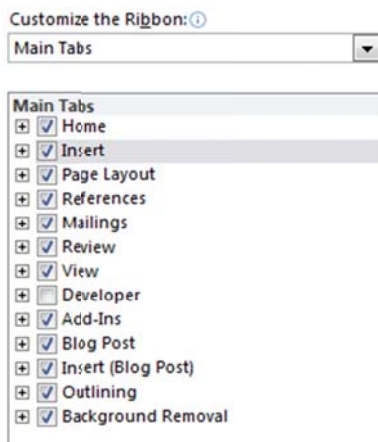 Customize the Ribbon:
Main Tabs
Main Tabs
Home
Insert
Page Layout
References
Mailings
Review
View
Developer
Add-Ins
Blog Post
Insert (Blog Post)
Outlining
Background Removal